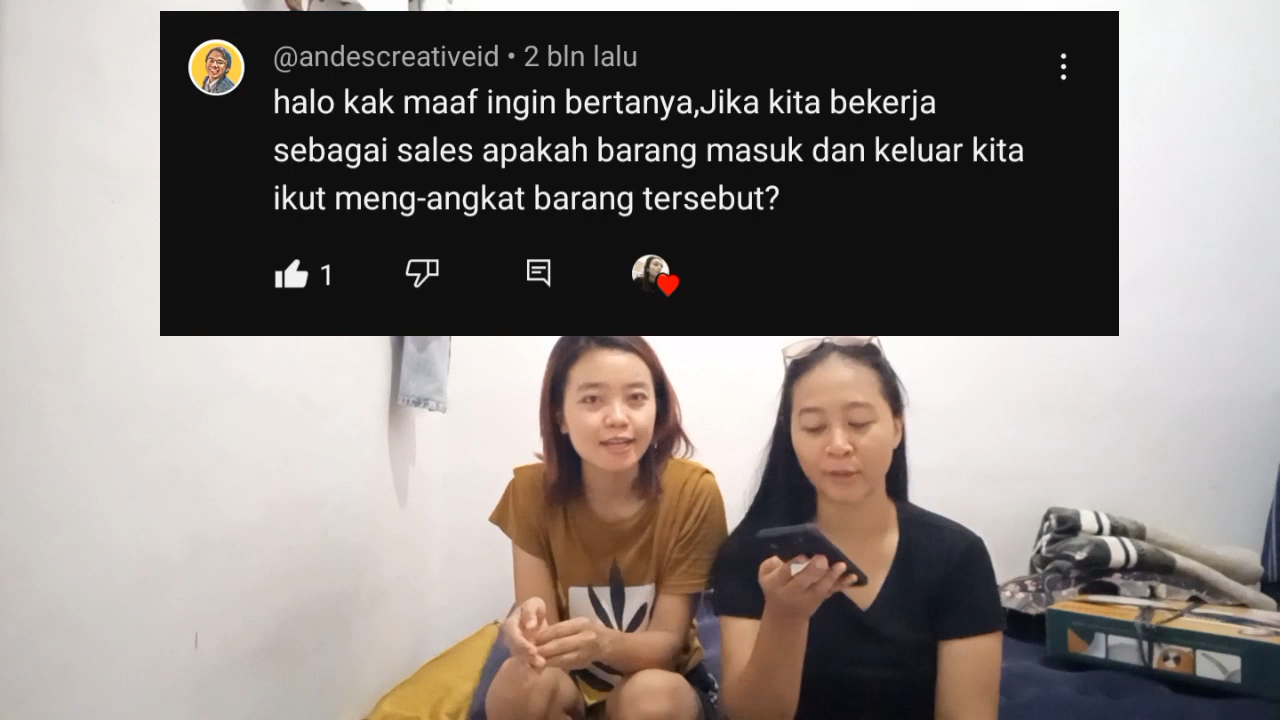 @andescreativeid • 2 bln lalu
halo kak maaf ingin bertanya,Jika kita bekerja
sebagai sales apakah barang masuk dan keluar kita
ikut meng-angkat barang tersebut?
1